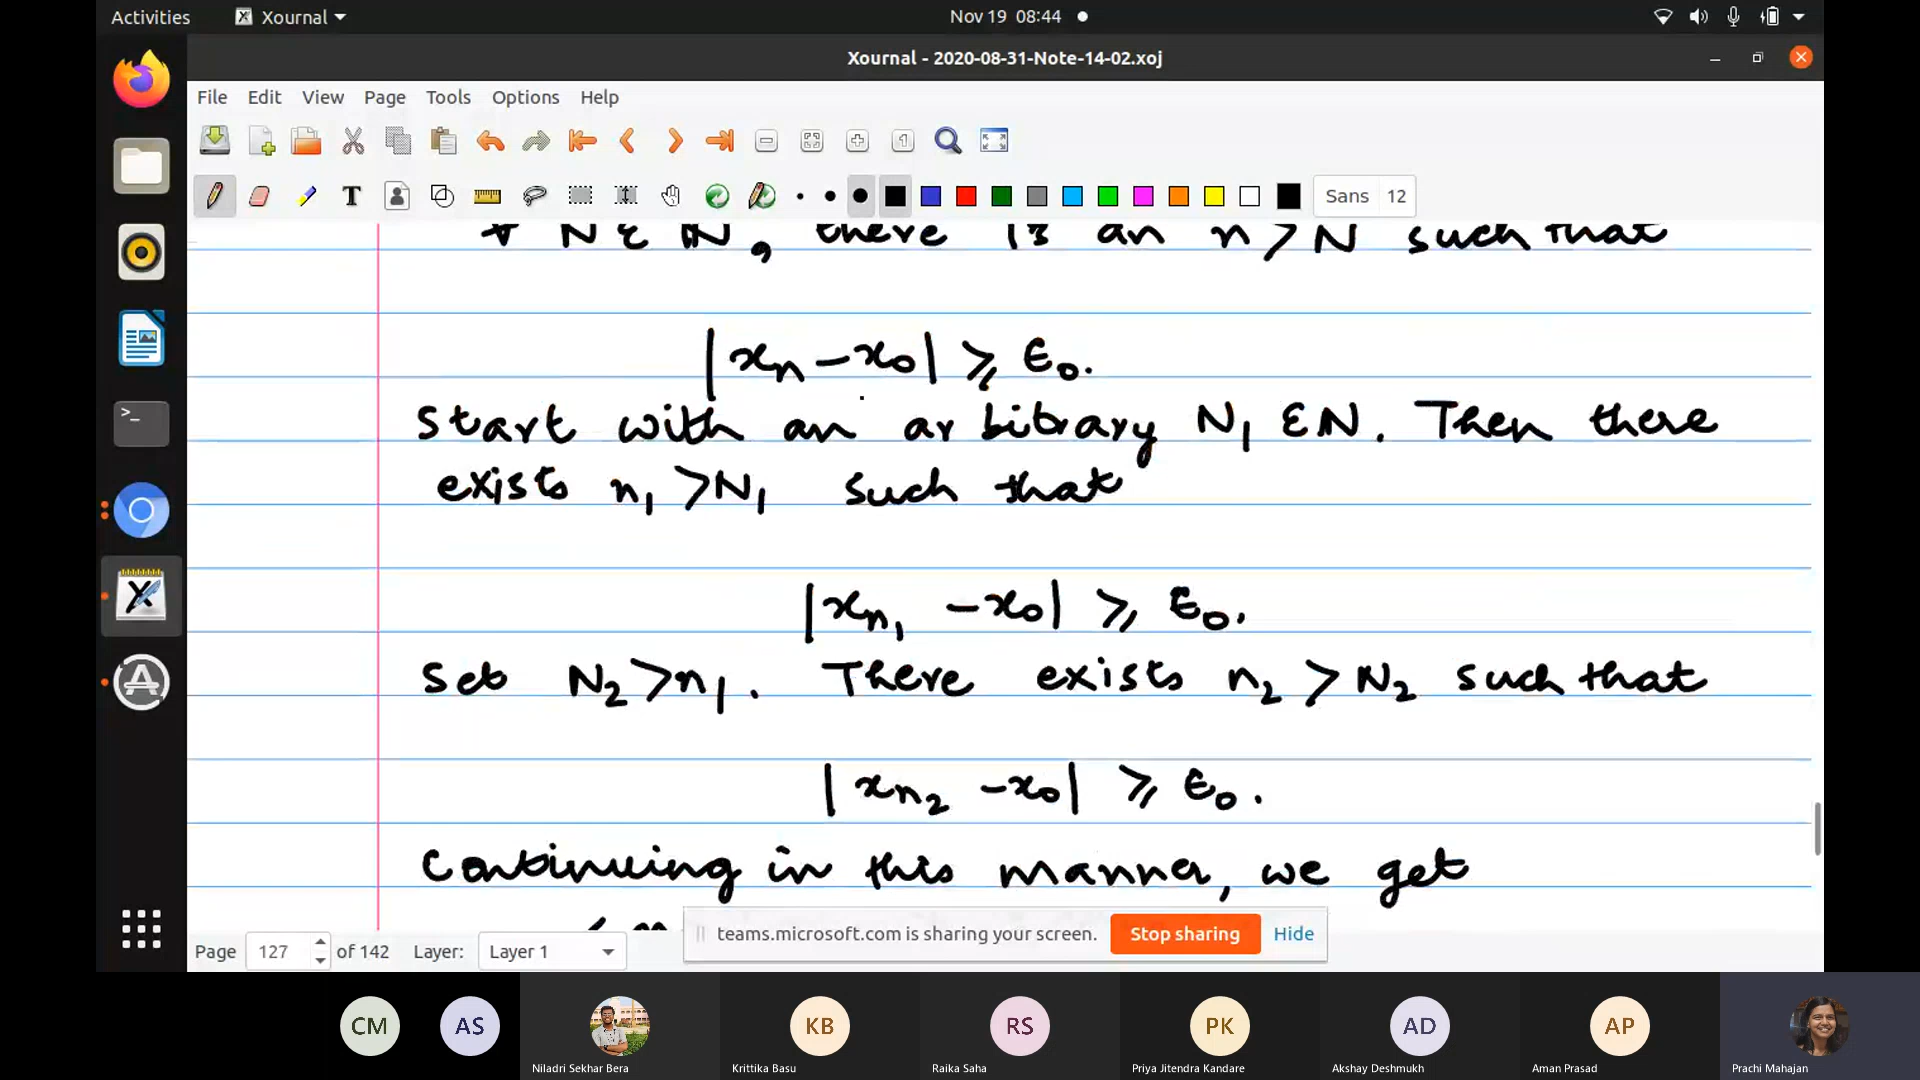 Activities Xournal Nov 19 08:44
Xournal - 2020-08-31-Note-14-02.xoj
File Edit View Page Tools Options Help
Sans 12
∀ N ∈ ℕ, there is an n > N such that
|xn - x0| ⩾ ε0.
Start with an arbitrary N1 ∈ ℕ. Then there
exists n1 > N1 such that
|xn1 - x0| ⩾ ε0.
Set N2 > n1. There exists n2 > N2 such that
|xn2 - x0| ⩾ ε0.
Continuing in this manner, we get
teams.microsoft.com is sharing your screen. Stop sharing Hide
Page 127 of 142 Layer: Layer 1
CM AS KB RS PK AD AP
Niladri Sekhar Bera Krittika Basu Raika Saha Priya Jitendra Kandare Akshay Deshmukh Aman Prasad Prachi Mahajan